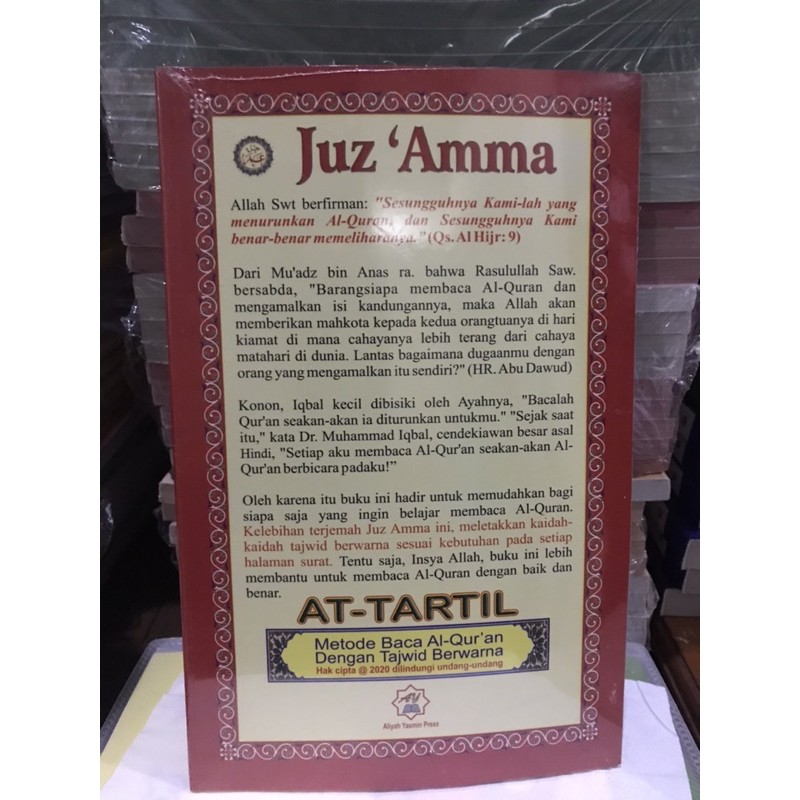 Juz ‘Amma
Allah Swt berfirman: "Sesungguhnya Kami-lah yang
menurunkan Al-Quran, dan Sesungguhnya Kami
benar-benar memeliharanya." (Qs. Al Hijr: 9)
Dari Mu'adz bin Anas ra. bahwa Rasulullah Saw.
bersabda, "Barangsiapa membaca Al-Quran dan
mengamalkan isi kandungannya, maka Allah akan
memberikan mahkota kepada kedua orangtuanya di hari
kiamat di mana cahayanya lebih terang dari cahaya
matahari di dunia. Lantas bagaimana dugaanmu dengan
orang yang mengamalkan itu sendiri?" (HR. Abu Dawud)
Konon, Iqbal kecil dibisiki oleh Ayahnya, "Bacalah
Qur'an seakan-akan ia diturunkan untukmu." "Sejak saat
itu," kata Dr. Muhammad Iqbal, cendekiawan besar asal
Hindi, "Setiap aku membaca Al-Qur'an seakan-akan Al-
Qur'an berbicara padaku!"
Oleh karena itu buku ini hadir untuk memudahkan bagi
siapa saja yang ingin belajar membaca Al-Quran.
Kelebihan terjemah Juz Amma ini, meletakkan kaidah-
kaidah tajwid berwarna sesuai kebutuhan pada setiap
halaman surat. Tentu saja, Insya Allah, buku ini lebih
membantu untuk membaca Al-Quran dengan baik dan
benar.
AT-TARTIL
Metode Baca Al-Qur'an
Dengan Tajwid Berwarna
Hak cipta @ 2020 dilindungi undang-undang
AY
Aliyah Yasmin Press